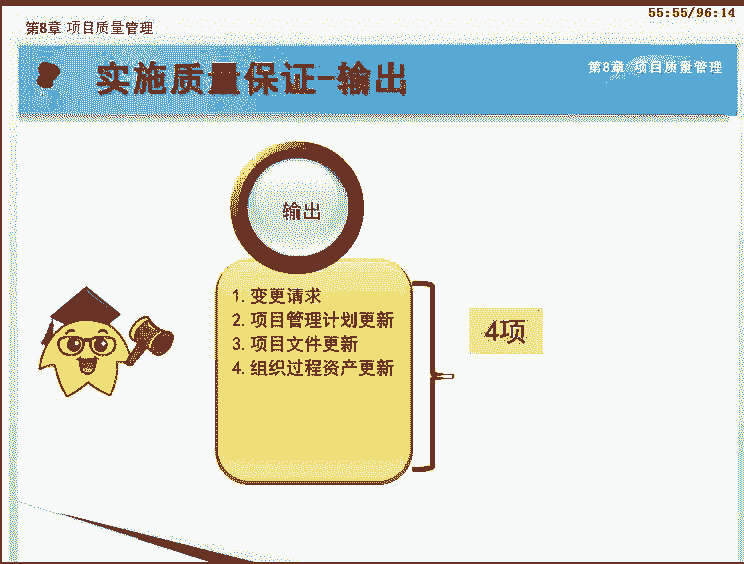 55:55/96:14
第8章 项目质量管理
实施质量保证-输出
第8章 项目质量管理
输出
1. 变更请求
2. 项目管理计划更新
3. 项目文件更新
4. 组织过程资产更新
4项